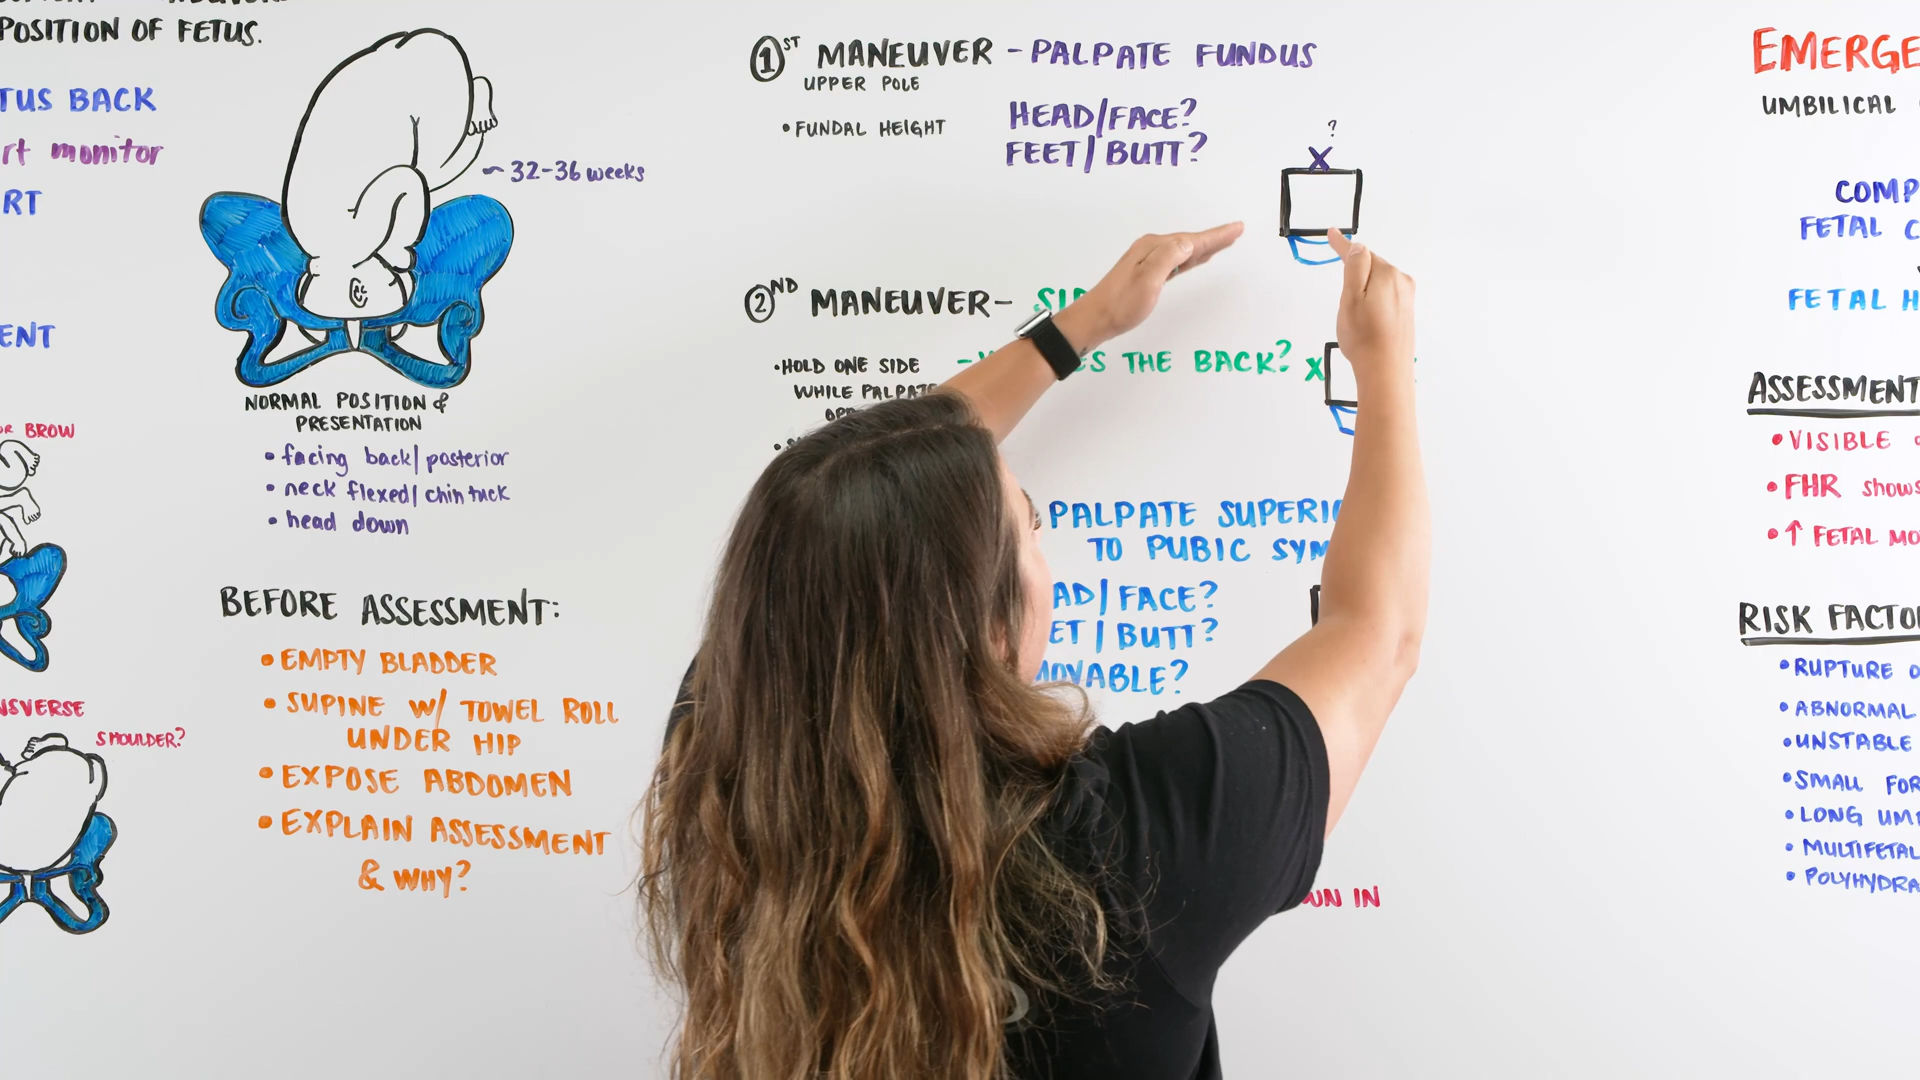 POSITION OF FETUS.
TUS BACK
rt monitor
RT
ENT
~ 32-36 weeks
NORMAL POSITION &
PRESENTATION
• facing back/posterior
• neck flexed/chin tuck
• head down
OR BROW
NSVERSE
SHOULDER?
BEFORE ASSESSMENT:
• EMPTY BLADDER
• SUPINE W/ TOWEL ROLL
UNDER HIP
• EXPOSE ABDOMEN
• EXPLAIN ASSESSMENT
& WHY?
1ST MANEUVER - PALPATE FUNDUS
UPPER POLE
• FUNDAL HEIGHT
HEAD/FACE?
FEET/BUTT?
?
X
2ND MANEUVER-
• HOLD ONE SIDE
WHILE PALPATE
ES THE BACK? X
PALPATE SUPERI
TO PUBIC SYM
AD/FACE?
ET/BUTT?
MOVABLE?
UN IN
EMERGE
UMBILICAL
COMP
FETAL C
FETAL H
ASSESSMENT
• VISIBLE
• FHR shows
• ↑ FETAL MO
RISK FACTO
• RUPTURE O
• ABNORMAL
• UNSTABLE
• SMALL FOR
• LONG UMB
• MULTIFETAL
• POLYHYDRA